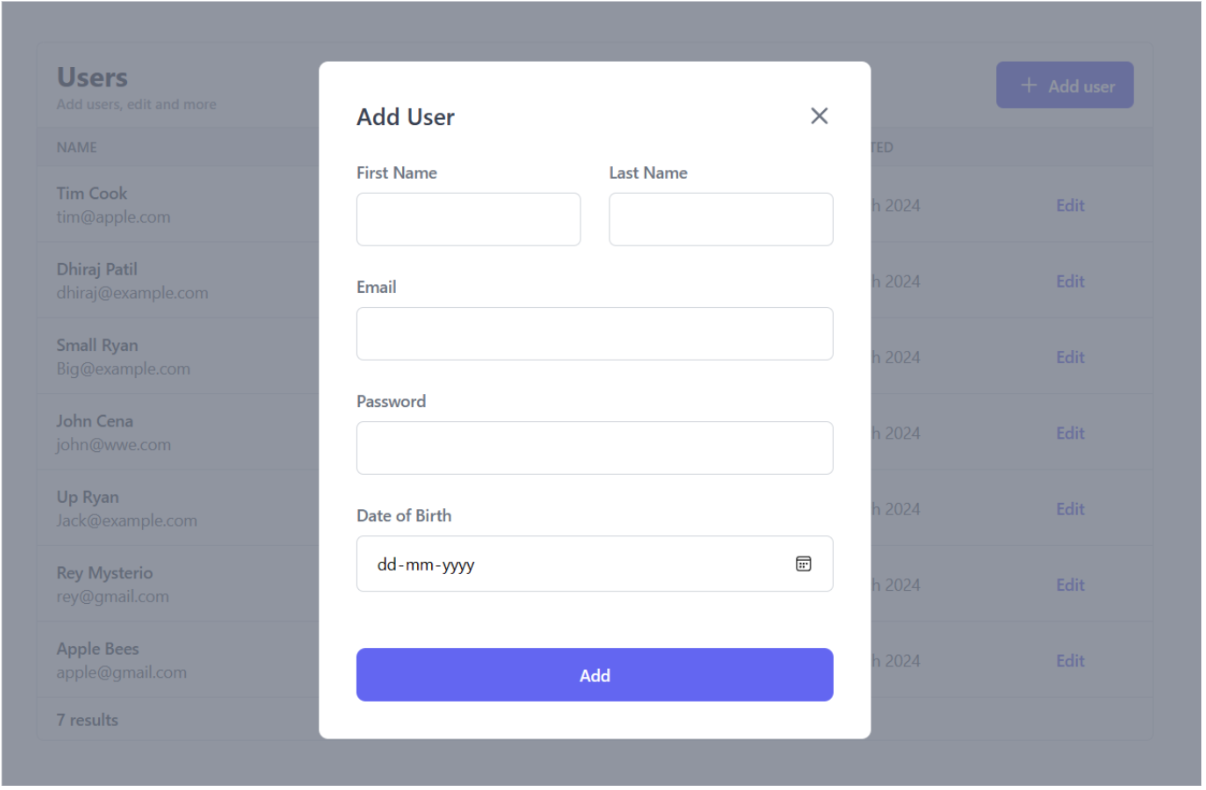 Users
Add users, edit and more
Add user
NAME
Tim Cook
tim@apple.com
2024
Edit
Dhiraj Patil
dhiraj@example.com
2024
Edit
Small Ryan
Big@example.com
2024
Edit
John Cena
john@wwe.com
2024
Edit
Up Ryan
Jack@example.com
2024
Edit
Rey Mysterio
rey@gmail.com
2024
Edit
Apple Bees
apple@gmail.com
2024
Edit
7 results
Add User
First Name
Last Name
Email
Password
Date of Birth
dd-mm-yyyy
Add